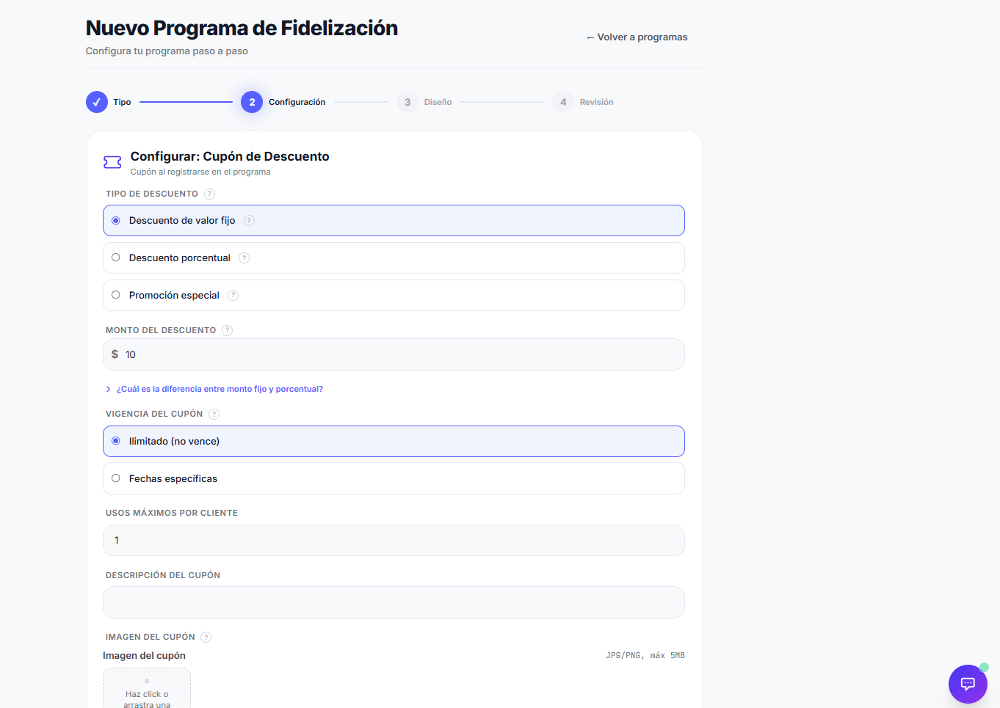 Nuevo Programa de Fidelización
Configura tu programa paso a paso
← Volver a programas
Tipo
2 Configuración
3 Diseño
4 Revisión
Configurar: Cupón de Descuento
Cupón al registrarse en el programa
TIPO DE DESCUENTO ?
Descuento de valor fijo ?
Descuento porcentual ?
Promoción especial ?
MONTO DEL DESCUENTO ?
$ 10
¿Cuál es la diferencia entre monto fijo y porcentual?
VIGENCIA DEL CUPÓN ?
Ilimitado (no vence)
Fechas específicas
USOS MÁXIMOS POR CLIENTE
1
DESCRIPCIÓN DEL CUPÓN
IMAGEN DEL CUPÓN ?
Imagen del cupón
JPG/PNG, máx 5MB
Haz click o
arrastra una